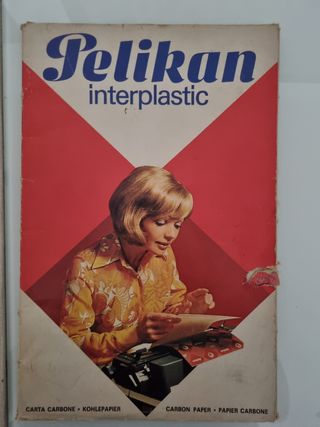 Pelikan
interplastic
CARTA CARBONE • KOHLEPAPIER CARBON PAPER • PAPIER CARBONE